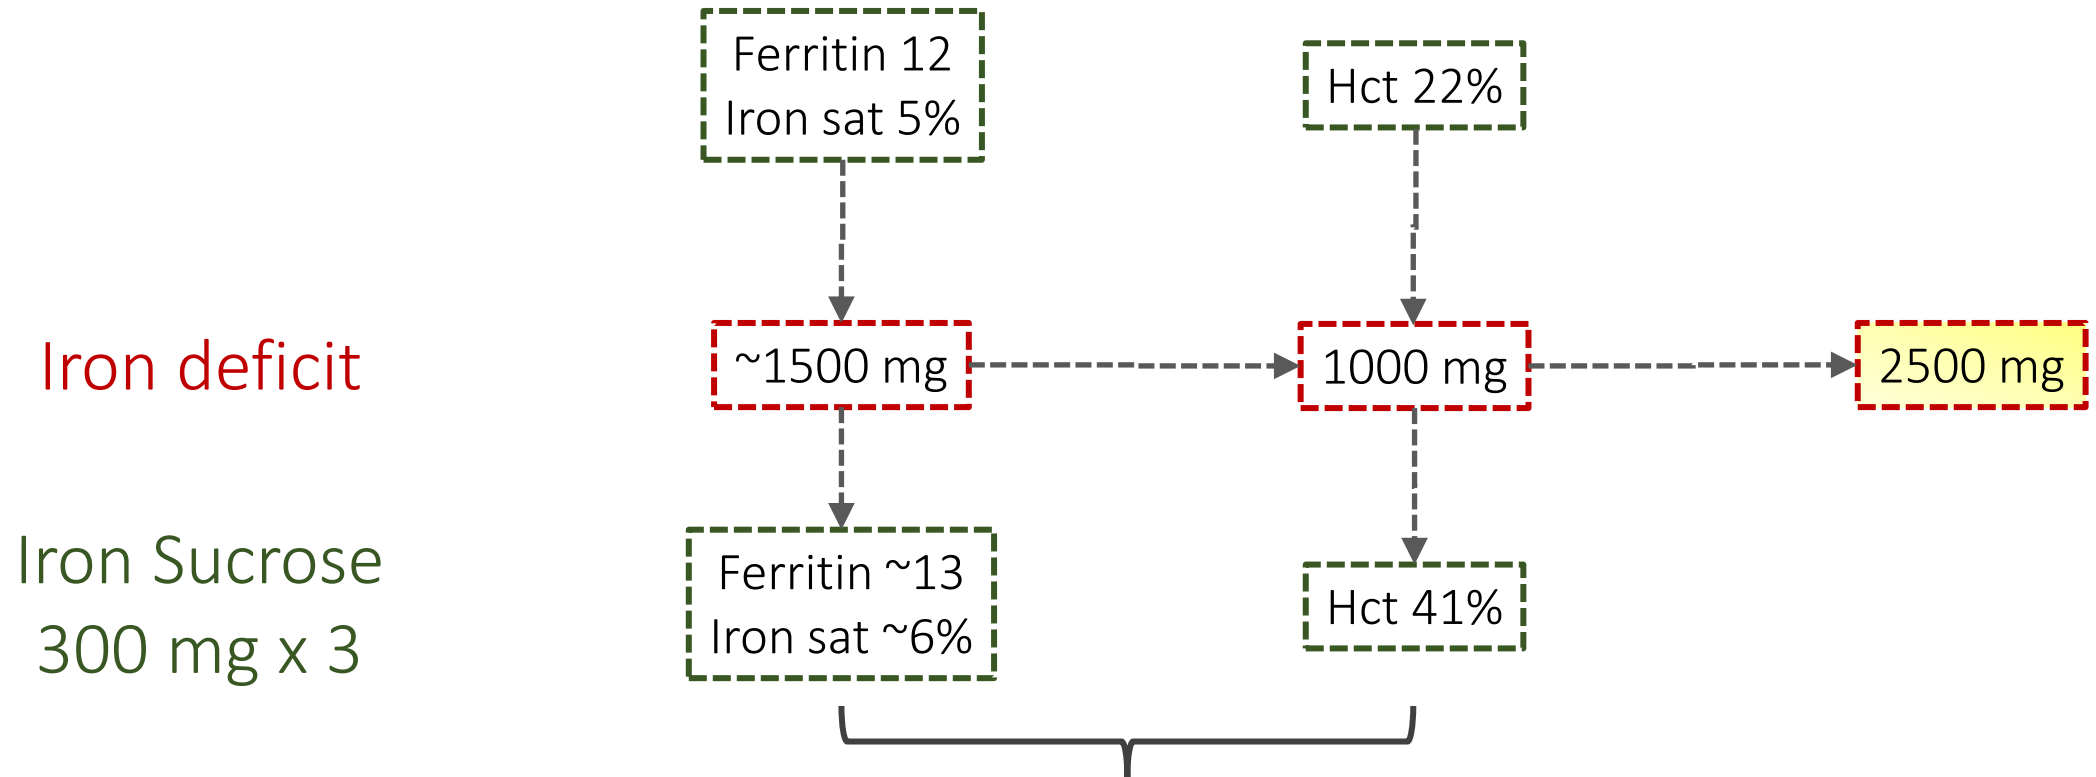 Ferritin 12
Iron sat 5%
Hct 22%
Iron deficit
~1500 mg
1000 mg
2500 mg
Iron Sucrose
300 mg x 3
Ferritin ~13
Iron sat ~6%
Hct 41%